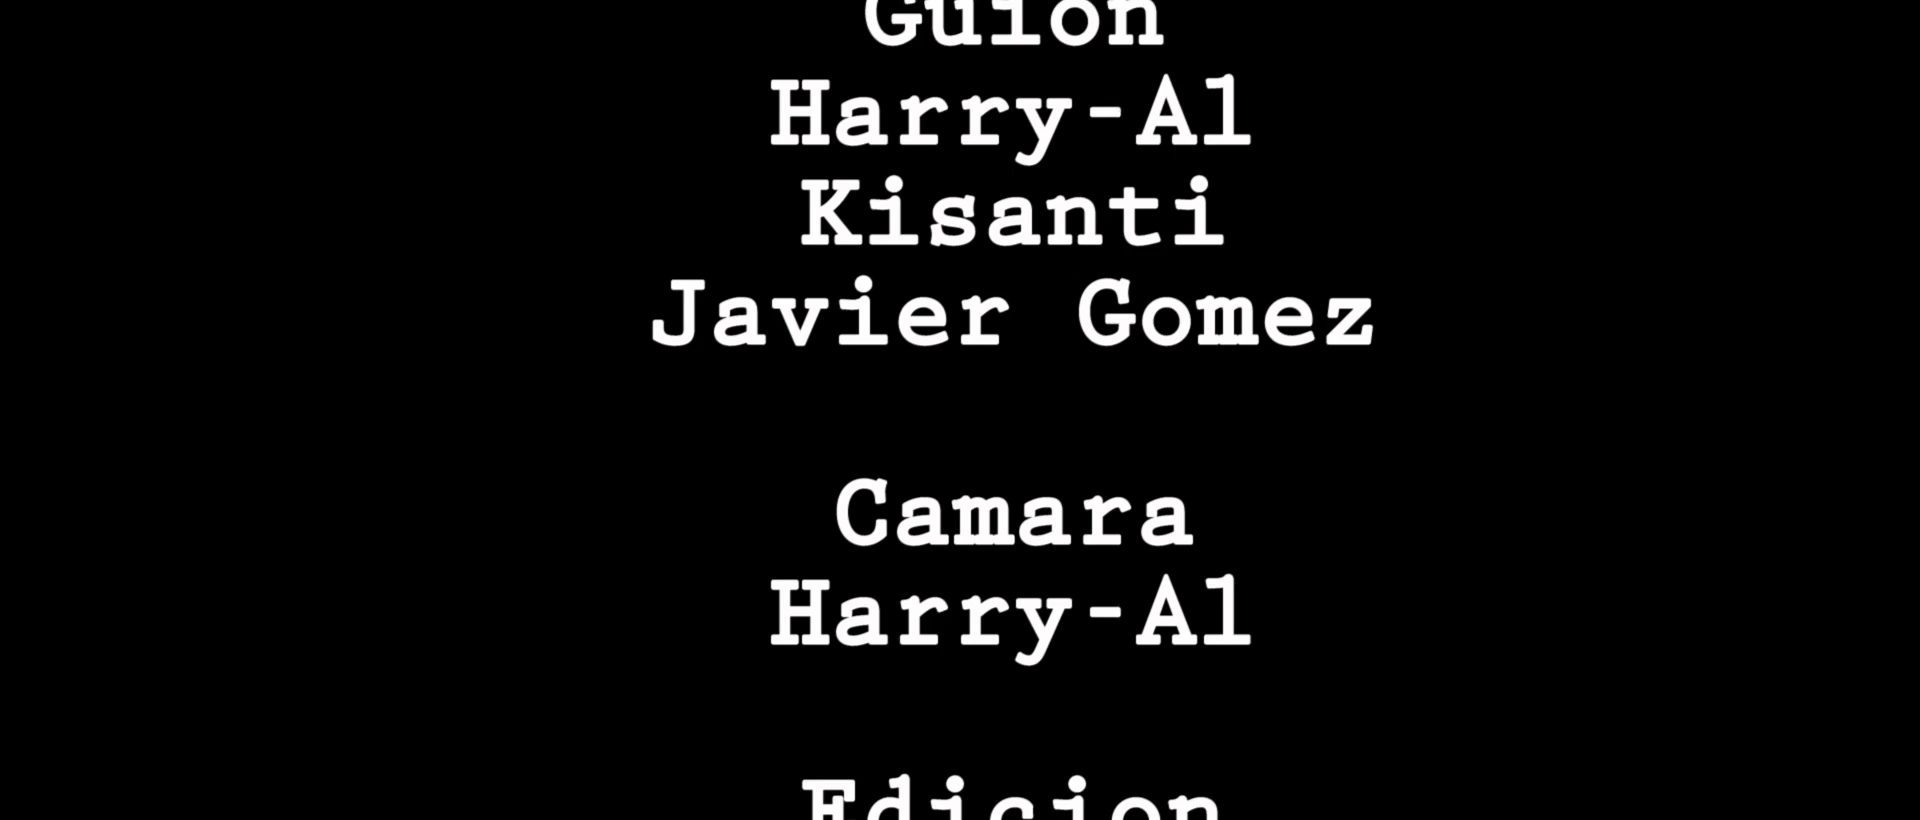 Guion
Harry-Al
Kisanti
Javier Gomez
Camara
Harry-Al
Edicion